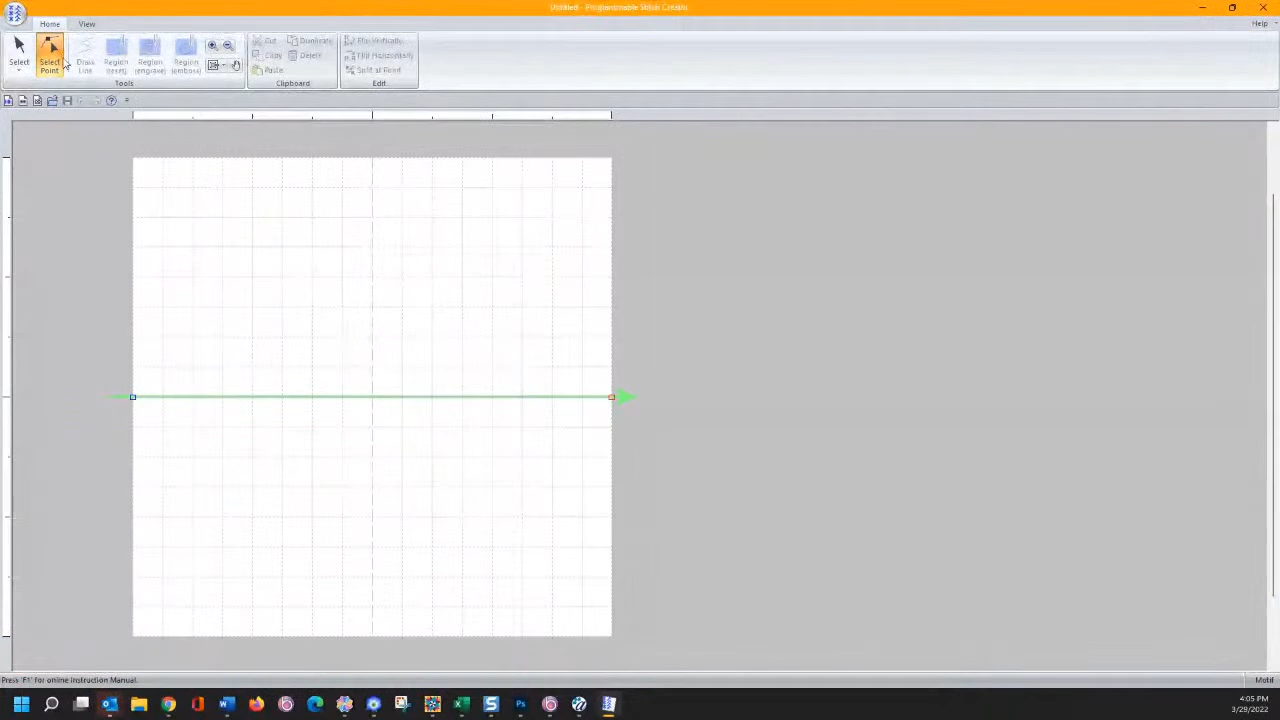 Untitled - Programmable Stitch Creator
Home
View
Help
Select
Select
Point
Draw
Line
Region
(reset)
Region
(engrave)
Region
(emboss)
Tools
Cut
Copy
Paste
Duplicate
Delete
Clipboard
Flip Vertically
Flip Horizontally
Split at Point
Edit
Press 'F1' for online Instruction Manual.
Motif
4:05 PM
3/29/2022